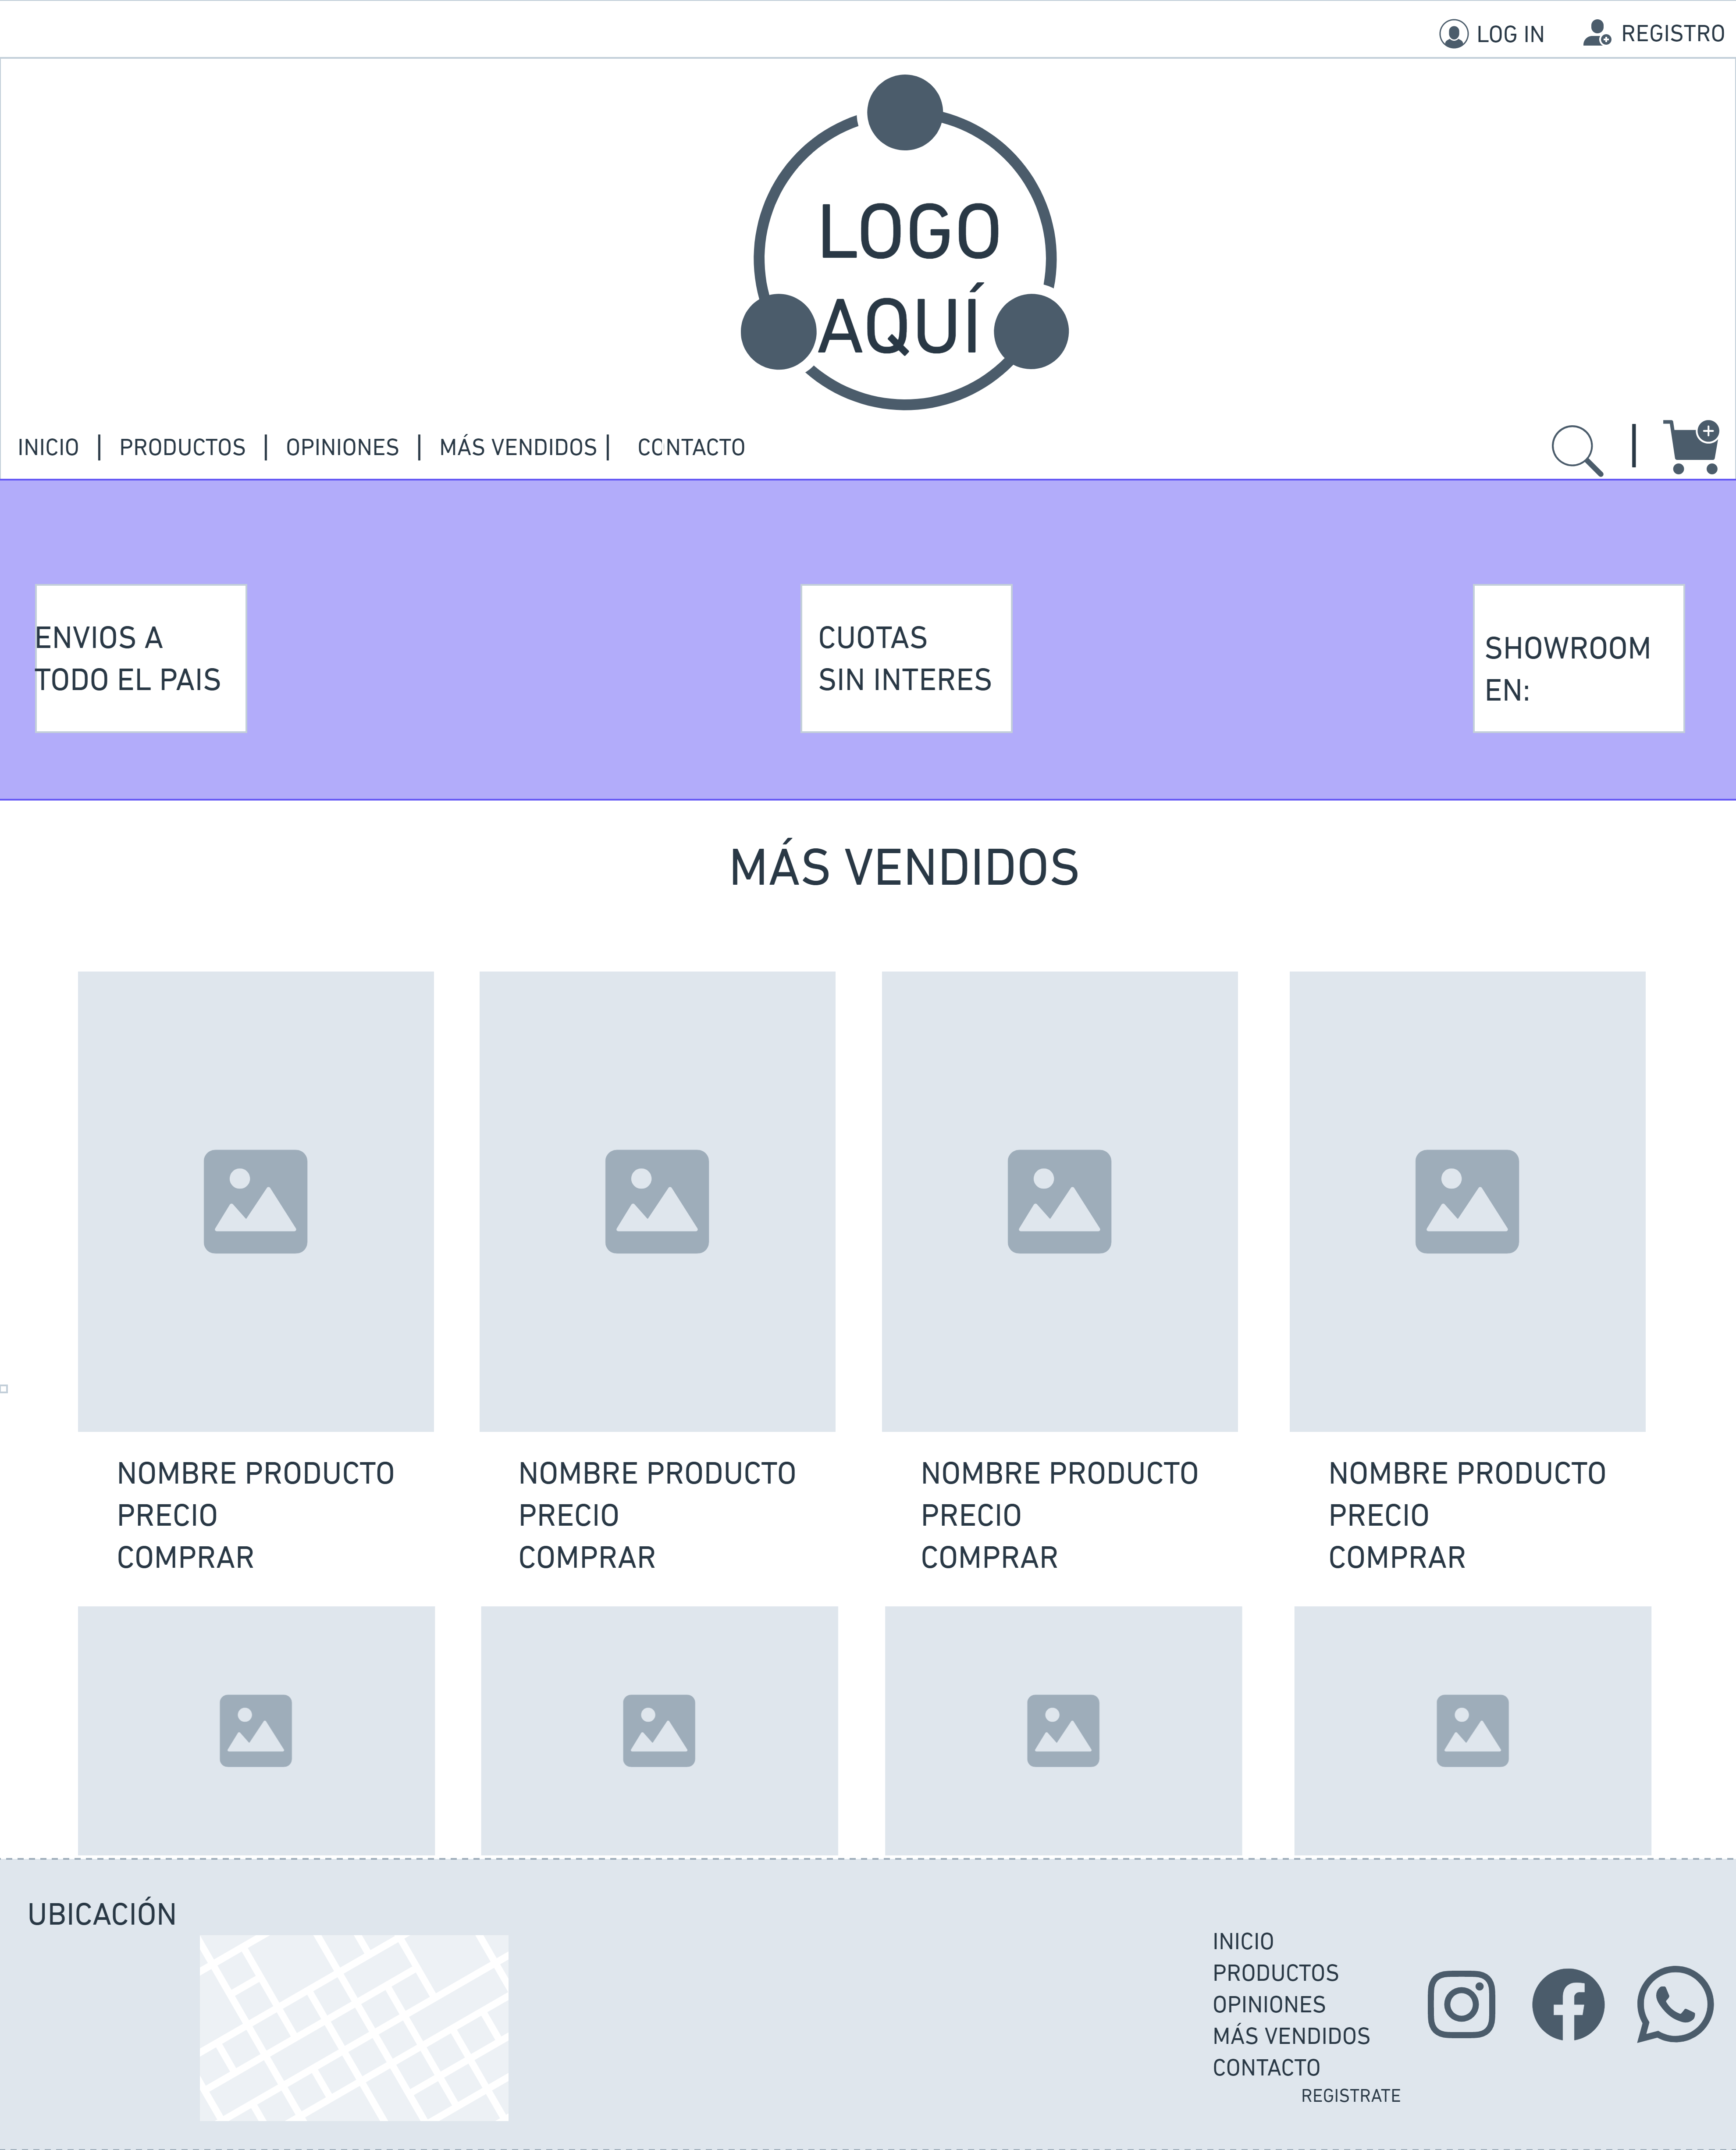 LOG IN REGISTRO
LOGO
AQUÍ
INICIO | PRODUCTOS | OPINIONES | MÁS VENDIDOS | CONTACTO
ENVIOS A
TODO EL PAIS
CUOTAS
SIN INTERES
SHOWROOM
EN:
MÁS VENDIDOS
NOMBRE PRODUCTO
PRECIO
COMPRAR
NOMBRE PRODUCTO
PRECIO
COMPRAR
NOMBRE PRODUCTO
PRECIO
COMPRAR
NOMBRE PRODUCTO
PRECIO
COMPRAR
UBICACIÓN
INICIO
PRODUCTOS
OPINIONES
MÁS VENDIDOS
CONTACTO
REGISTRATE